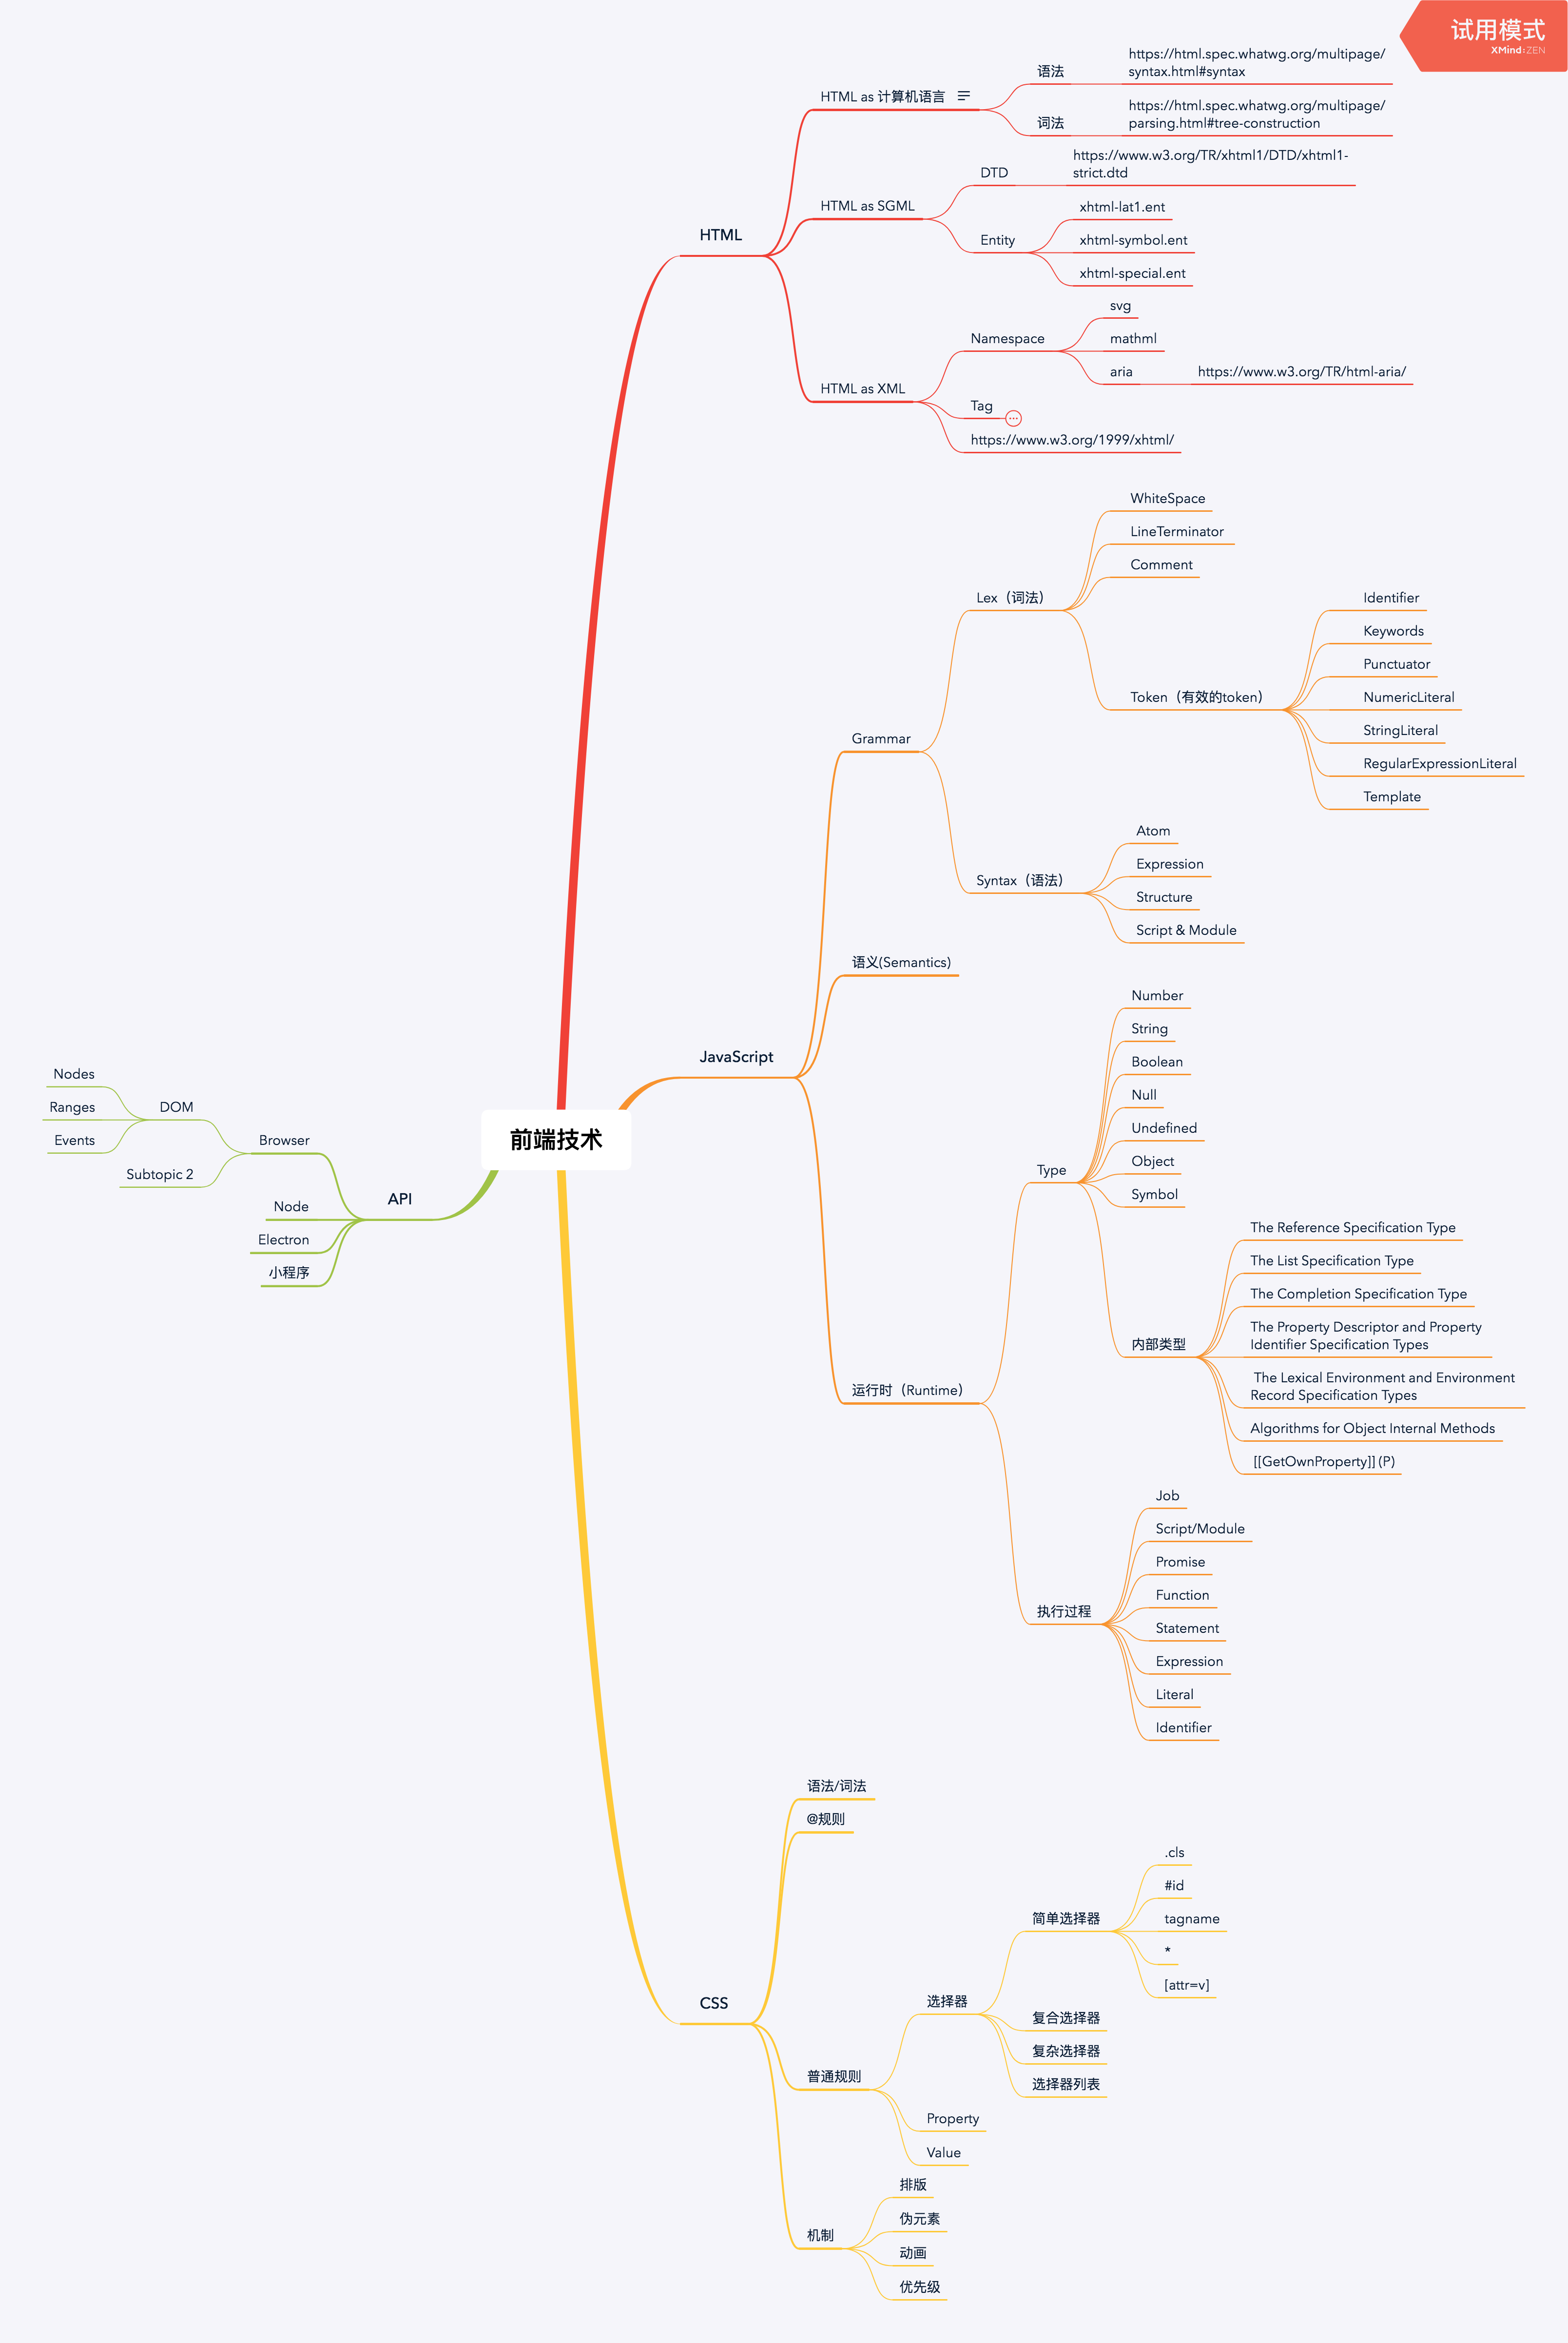 试用模式
XMind:ZEN
前端技术
HTML
HTML as 计算机语言
语法
https://html.spec.whatwg.org/multipage/
syntax.html#syntax
词法
https://html.spec.whatwg.org/multipage/
parsing.html#tree-construction
HTML as SGML
DTD
https://www.w3.org/TR/xhtml1/DTD/xhtml1-
strict.dtd
Entity
xhtml-lat1.ent
xhtml-symbol.ent
xhtml-special.ent
HTML as XML
Namespace
svg
mathml
aria
https://www.w3.org/TR/html-aria/
Tag
https://www.w3.org/1999/xhtml/
JavaScript
Grammar
Lex（词法）
WhiteSpace
LineTerminator
Comment
Token（有效的token）
Identifier
Keywords
Punctuator
NumericLiteral
StringLiteral
RegularExpressionLiteral
Template
Syntax（语法）
Atom
Expression
Structure
Script & Module
语义(Semantics)
运行时（Runtime）
Type
Number
String
Boolean
Null
Undefined
Object
Symbol
内部类型
The Reference Specification Type
The List Specification Type
The Completion Specification Type
The Property Descriptor and Property
Identifier Specification Types
The Lexical Environment and Environment
Record Specification Types
Algorithms for Object Internal Methods
[[GetOwnProperty]] (P)
执行过程
Job
Script/Module
Promise
Function
Statement
Expression
Literal
Identifier
CSS
语法/词法
@规则
普通规则
选择器
简单选择器
.cls
#id
tagname
*
[attr=v]
复合选择器
复杂选择器
选择器列表
Property
Value
机制
排版
伪元素
动画
优先级
API
Browser
DOM
Nodes
Ranges
Events
Subtopic 2
Node
Electron
小程序